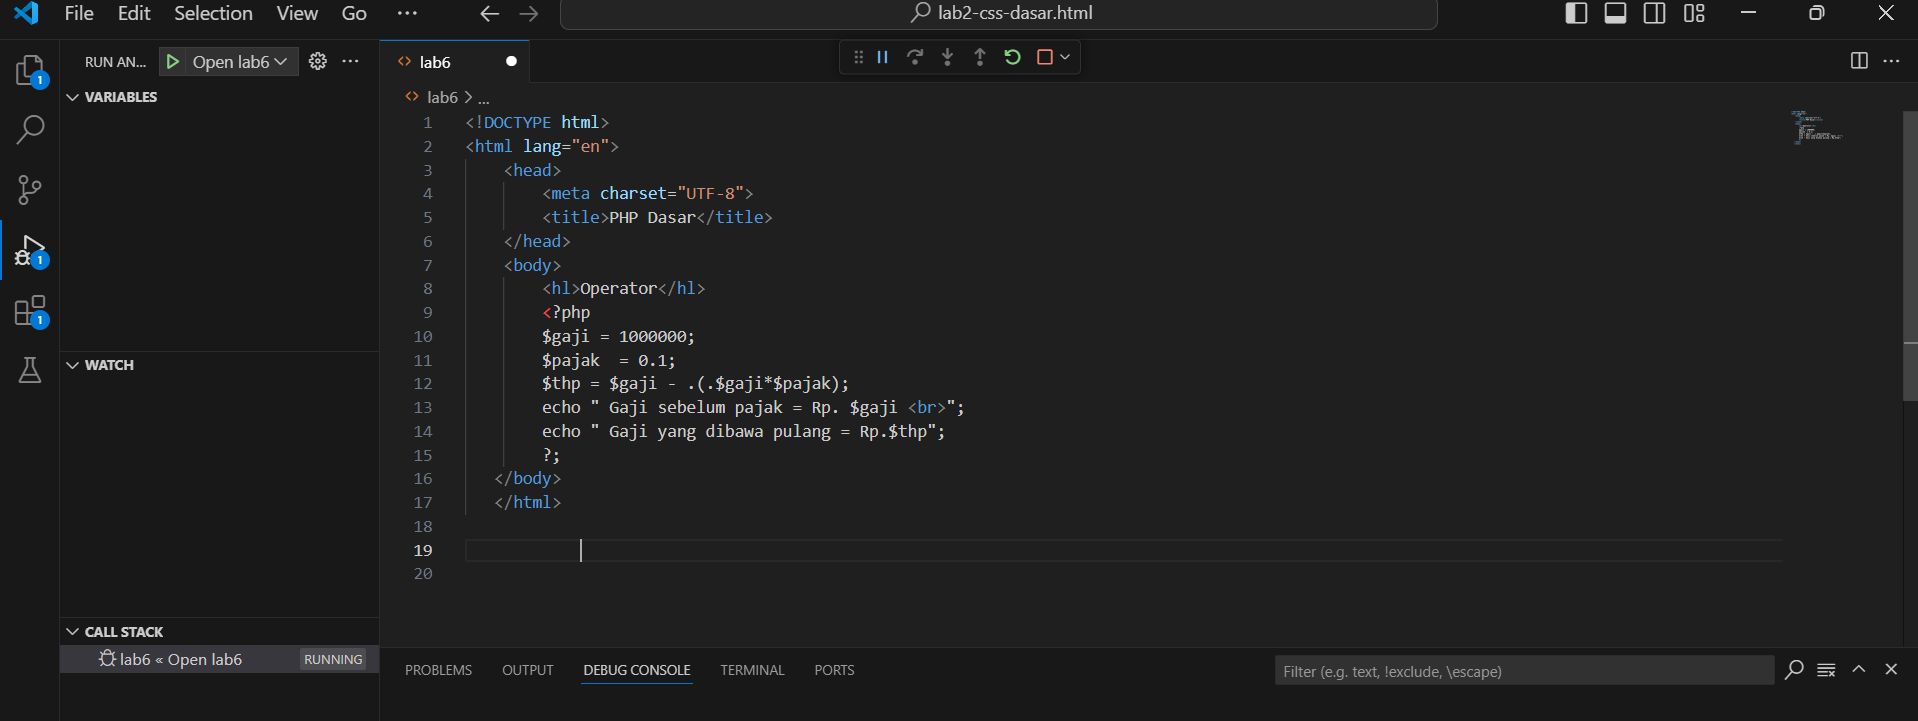 File Edit Selection View Go ··· lab2-css-dasar.html
RUN AN... Open lab6 ···
lab6
1
VARIABLES
lab6 > ...
1 <!DOCTYPE html>
2 <html lang="en">
3 <head>
4 <meta charset="UTF-8">
5 <title>PHP Dasar</title>
6 </head>
7 <body>
8 <hl>Operator</hl>
9 <?php
10 $gaji = 1000000;
11 $pajak  = 0.1;
12 $thp = $gaji - .(.$gaji*$pajak);
13 echo " Gaji sebelum pajak = Rp. $gaji <br>";
14 echo " Gaji yang dibawa pulang = Rp.$thp";
15 ?;
16 </body>
17 </html>
18
19
20
1
1
WATCH
CALL STACK
lab6 « Open lab6 RUNNING
PROBLEMS OUTPUT DEBUG CONSOLE TERMINAL PORTS Filter (e.g. text, !exclude, \escape)